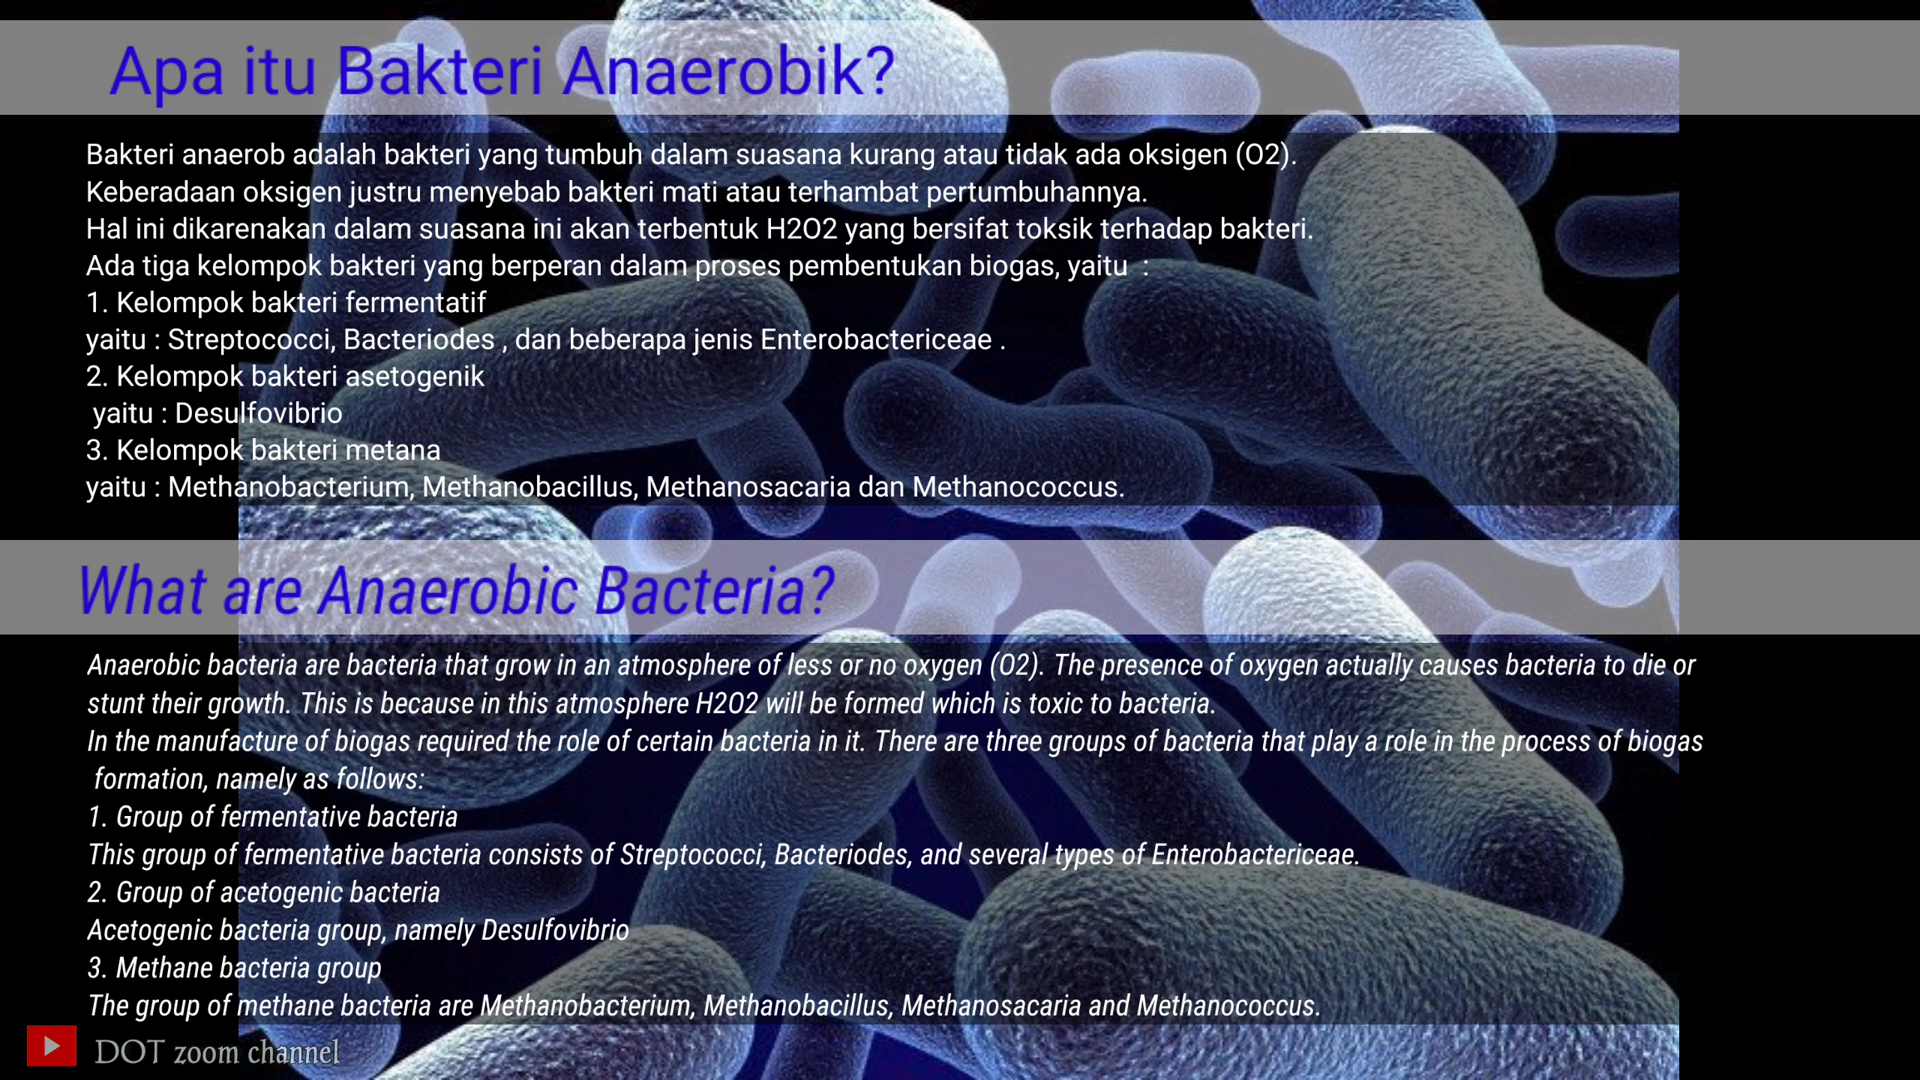 Apa itu Bakteri Anaerobik?
Bakteri anaerob adalah bakteri yang tumbuh dalam suasana kurang atau tidak ada oksigen (O2).
Keberadaan oksigen justru menyebab bakteri mati atau terhambat pertumbuhannya.
Hal ini dikarenakan dalam suasana ini akan terbentuk H2O2 yang bersifat toksik terhadap bakteri.
Ada tiga kelompok bakteri yang berperan dalam proses pembentukan biogas, yaitu  :
1. Kelompok bakteri fermentatif
yaitu : Streptococci, Bacteriodes , dan beberapa jenis Enterobactericeae .
2. Kelompok bakteri asetogenik
yaitu : Desulfovibrio
3. Kelompok bakteri metana
yaitu : Methanobacterium, Methanobacillus, Methanosacaria dan Methanococcus.
What are Anaerobic Bacteria?
Anaerobic bacteria are bacteria that grow in an atmosphere of less or no oxygen (O2). The presence of oxygen actually causes bacteria to die or
stunt their growth. This is because in this atmosphere H2O2 will be formed which is toxic to bacteria.
In the manufacture of biogas required the role of certain bacteria in it. There are three groups of bacteria that play a role in the process of biogas
formation, namely as follows:
1. Group of fermentative bacteria
This group of fermentative bacteria consists of Streptococci, Bacteriodes, and several types of Enterobactericeae.
2. Group of acetogenic bacteria
Acetogenic bacteria group, namely Desulfovibrio
3. Methane bacteria group
The group of methane bacteria are Methanobacterium, Methanobacillus, Methanosacaria and Methanococcus.
DOT zoom channel